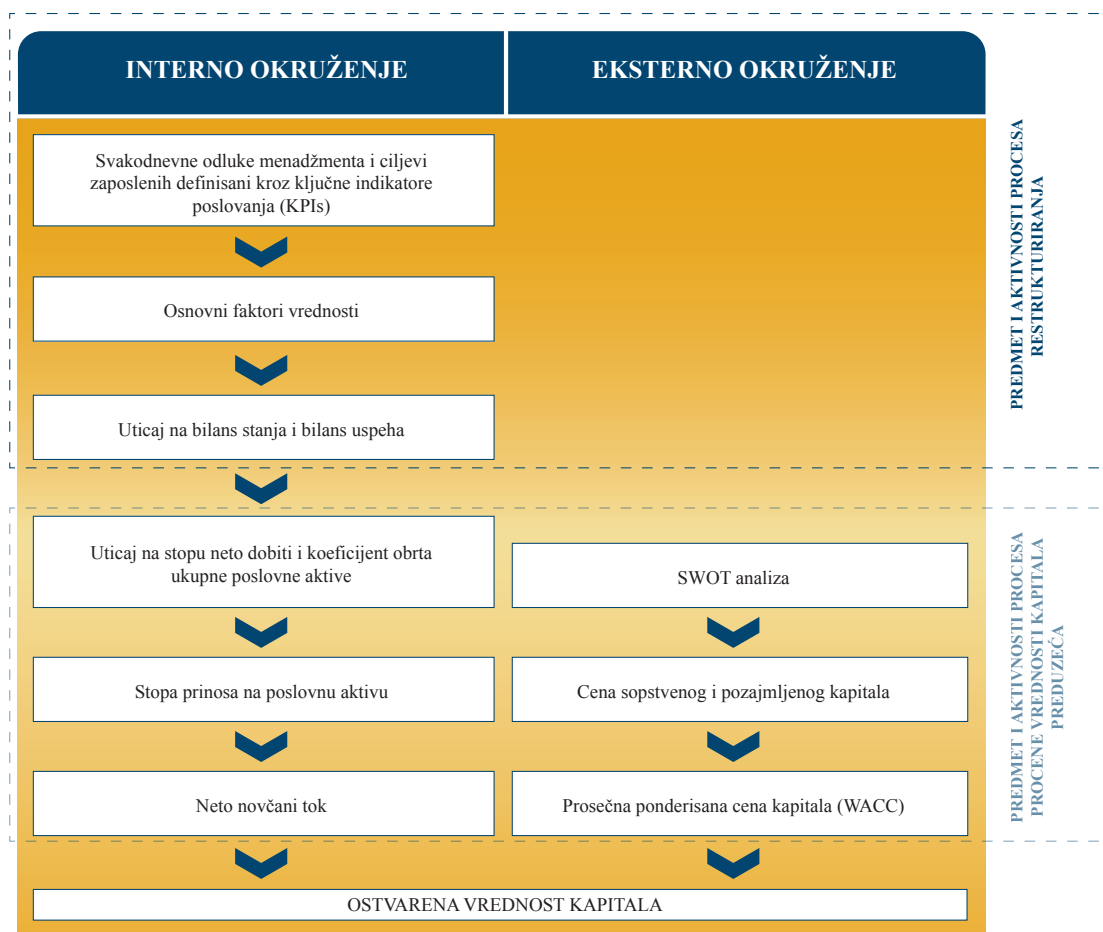 INTERNO OKRUŽENJE
EKSTERNO OKRUŽENJE
Svakodnevne odluke menadžmenta i ciljevi
zaposlenih definisani kroz ključne indikatore
poslovanja (KPIs)
Osnovni faktori vrednosti
Uticaj na bilans stanja i bilans uspeha
Uticaj na stopu neto dobiti i koeficijent obrta
ukupne poslovne aktive
Stopa prinosa na poslovnu aktivu
Neto novčani tok
SWOT analiza
Cena sopstvenog i pozajmljenog kapitala
Prosečna ponderisana cena kapitala (WACC)
OSTVARENA VREDNOST KAPITALA
PREDMET I AKTIVNOSTI PROCESA
RESTRUKTURIRANJA
PREDMET I AKTIVNOSTI PROCESA
PROCENE VREDNOSTI KAPITALA
PREDUZEĆA